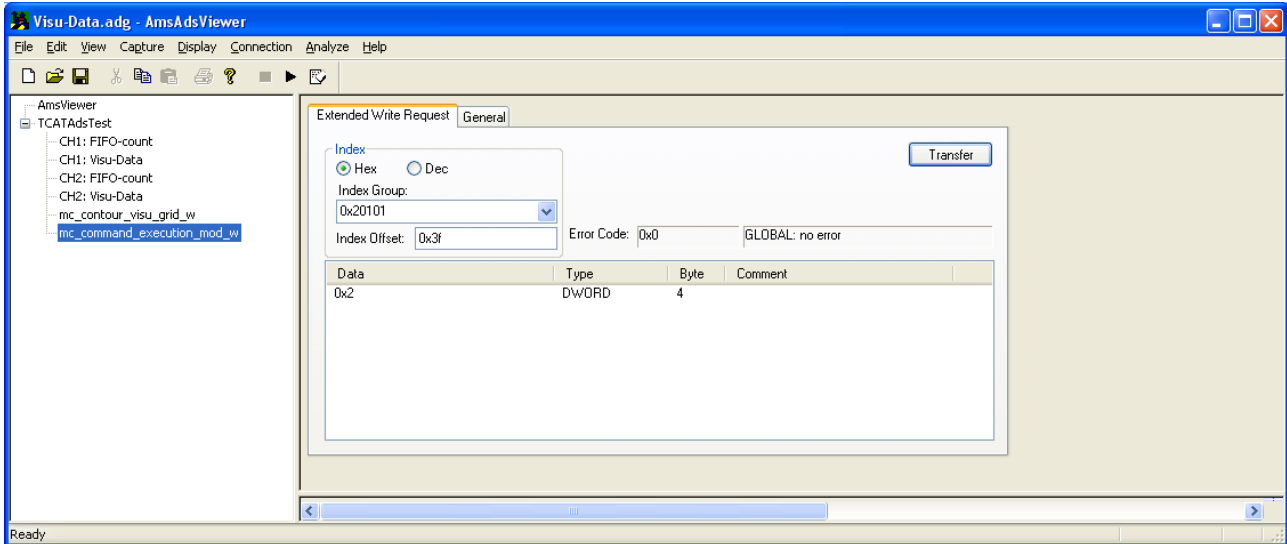 Visu-Data.adg - AmsAdsViewer
File Edit View Capture Display Connection Analyze Help
AmsViewer
TCATAdsTest
CH1: FIFO-count
CH1: Visu-Data
CH2: FIFO-count
CH2: Visu-Data
mc_contour_visu_grid_w
mc_command_execution_mod_w
Extended Write Request General
Index
Hex Dec
Transfer
Index Group:
0x20101
Index Offset: 0x3f Error Code: 0x0 GLOBAL: no error
Data Type Byte Comment
0x2 DWORD 4
Ready